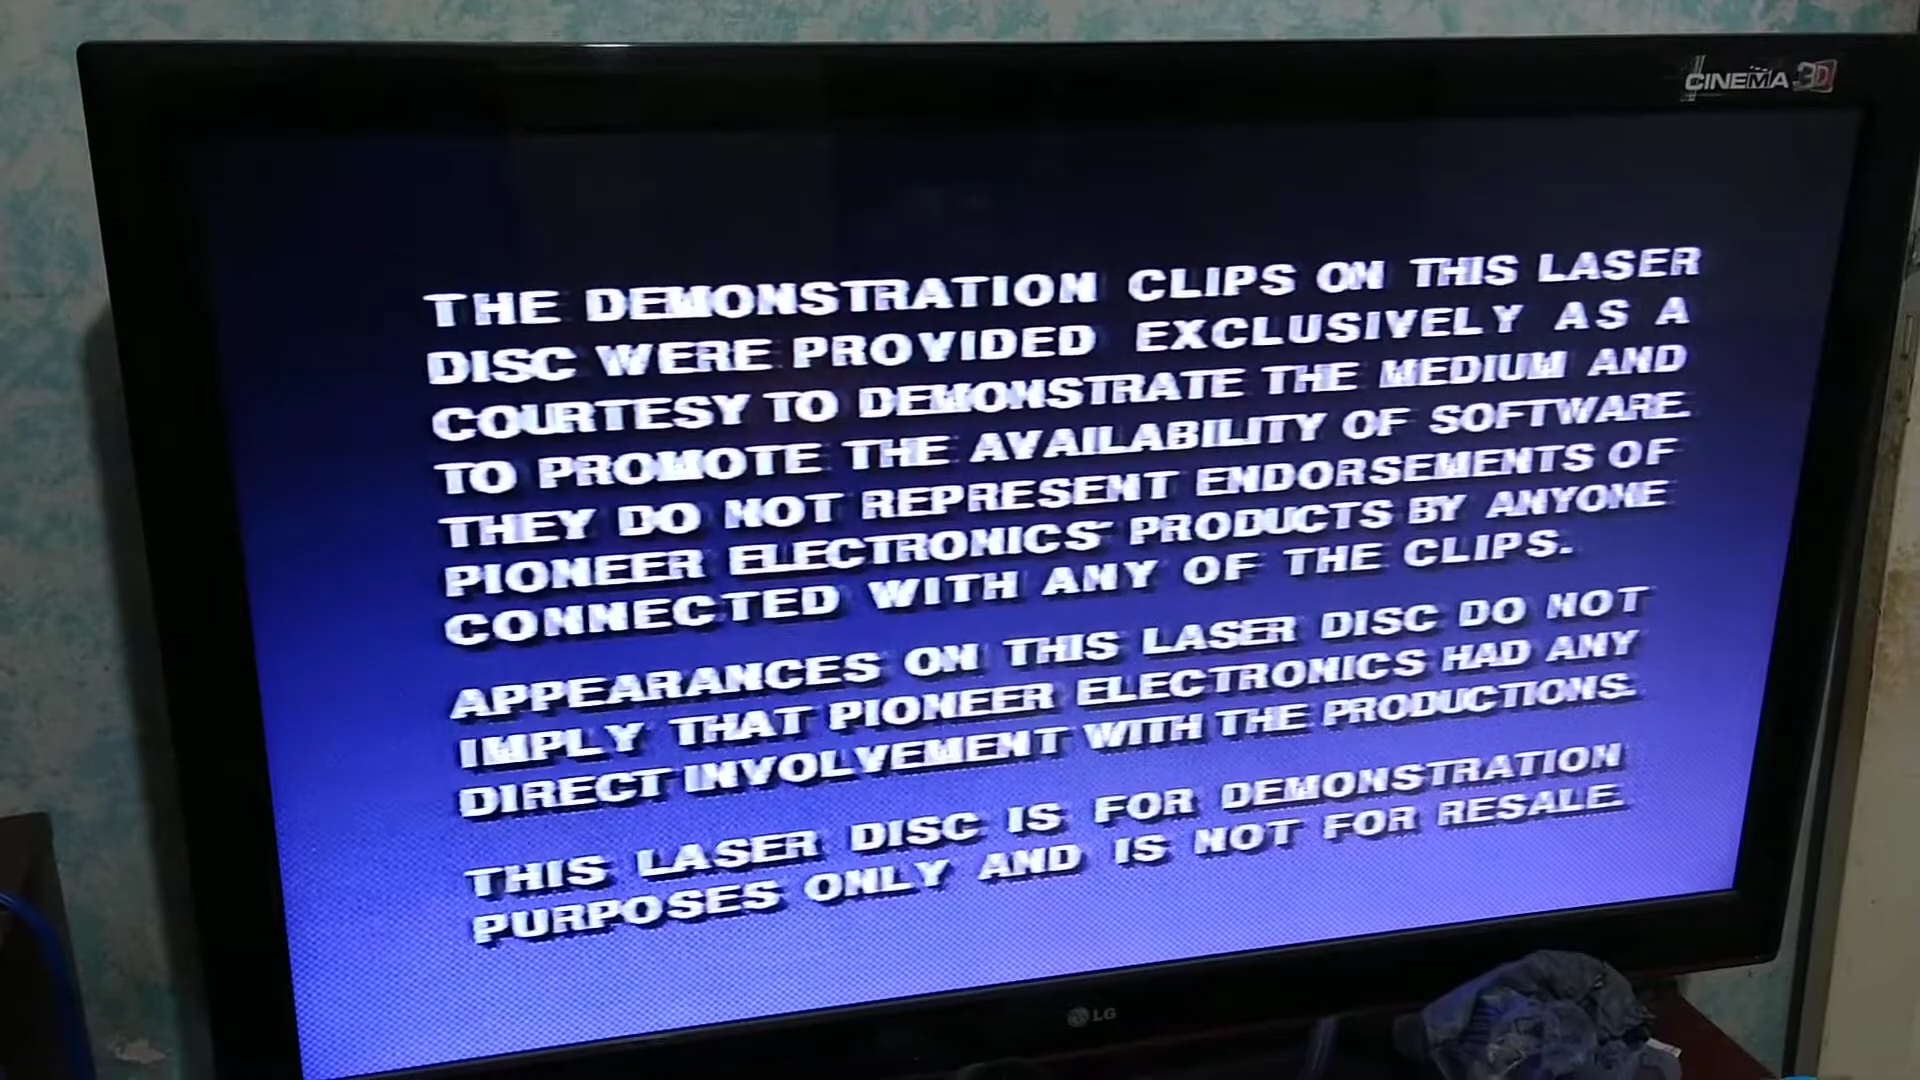 CINEMA 3D
THE DEMONSTRATION CLIPS ON THIS LASER
DISC WERE PROVIDED EXCLUSIVELY AS A
COURTESY TO DEMONSTRATE THE MEDIUM AND
TO PROMOTE THE AVAILABILITY OF SOFTWARE.
THEY DO NOT REPRESENT ENDORSEMENTS OF
PIONEER ELECTRONICS' PRODUCTS BY ANYONE
CONNECTED WITH ANY OF THE CLIPS.
APPEARANCES ON THIS LASER DISC DO NOT
IMPLY THAT PIONEER ELECTRONICS HAD ANY
DIRECT INVOLVEMENT WITH THE PRODUCTIONS.
THIS LASER DISC IS FOR DEMONSTRATION
PURPOSES ONLY AND IS NOT FOR RESALE.
LG